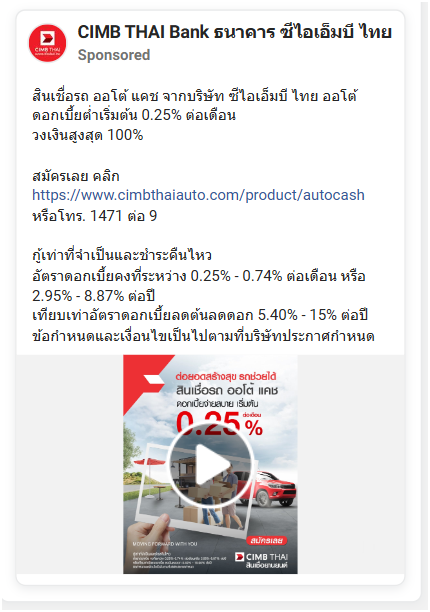 CIMB THAI Bank ธนาคาร ซีไอเอ็มบี ไทย
Sponsored
CIMB THAI
สินเชื่อรถ ออโต้ แคช จากบริษัท ซีไอเอ็มบี ไทย ออโต้
ดอกเบี้ยต่ำเริ่มต้น 0.25% ต่อเดือน
วงเงินสูงสุด 100%
สมัครเลย คลิก
https://www.cimbthaiauto.com/product/autocash
หรือโทร. 1471 ต่อ 9
กู้เท่าที่จำเป็นและชำระคืนไหว
อัตราดอกเบี้ยคงที่ระหว่าง 0.25% - 0.74% ต่อเดือน หรือ
2.95% - 8.87% ต่อปี
เทียบเท่าอัตราดอกเบี้ยลดต้นลดดอก 5.40% - 15% ต่อปี
ข้อกำหนดและเงื่อนไขเป็นไปตามที่บริษัทประกาศกำหนด
ต่อยอดสร้างสุข รถช่วยได้
สินเชื่อรถ ออโต้ แคช
ดอกเบี้ยจ่ายสบาย เริ่มต้น
0.25% ต่อเดือน
MOVING FORWARD WITH YOU
สมัครเลย
CIMB THAI
สินเชื่อยานยนต์